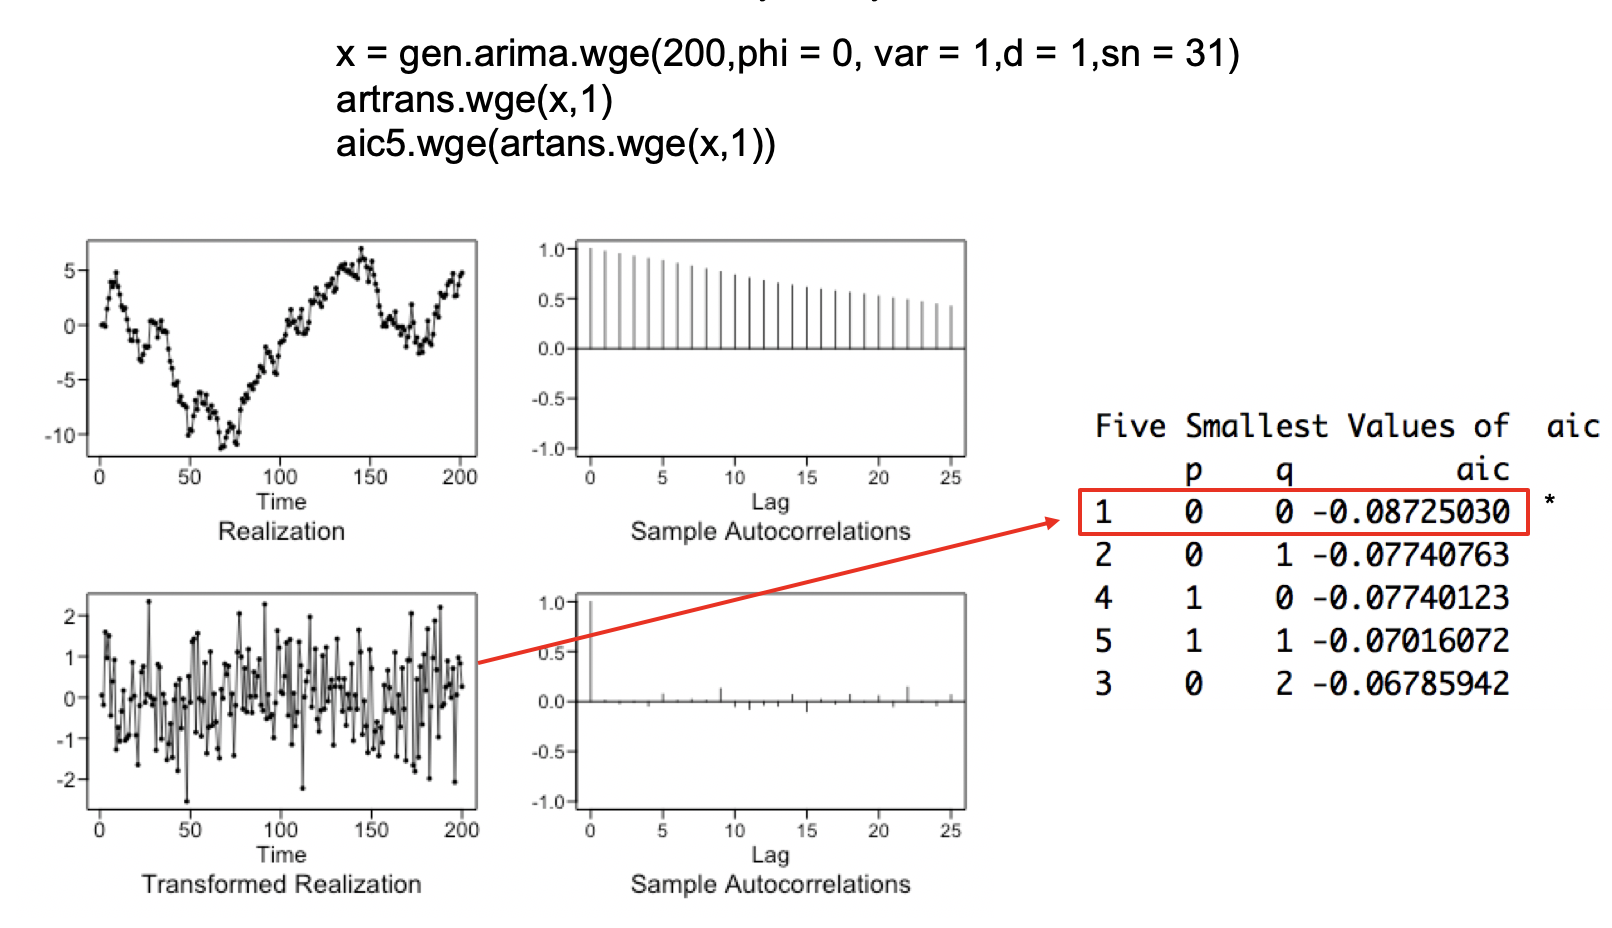 x = gen.arima.wge(200,phi = 0, var = 1,d = 1,sn = 31)
artrans.wge(x,1)
aic5.wge(artans.wge(x,1))
5
0
-5
-10
0 50 100 150 200
Time
Realization
1.0
0.5
0.0
-0.5
-1.0
0 5 10 15 20 25
Lag
Sample Autocorrelations
2
1
0
-1
-2
0 50 100 150 200
Time
Transformed Realization
1.0
0.5
0.0
-0.5
-1.0
0 5 10 15 20 25
Lag
Sample Autocorrelations
Five Smallest Values of aic
p q aic
1 0 0 -0.08725030 *
2 0 1 -0.07740763
4 1 0 -0.07740123
5 1 1 -0.07016072
3 0 2 -0.06785942